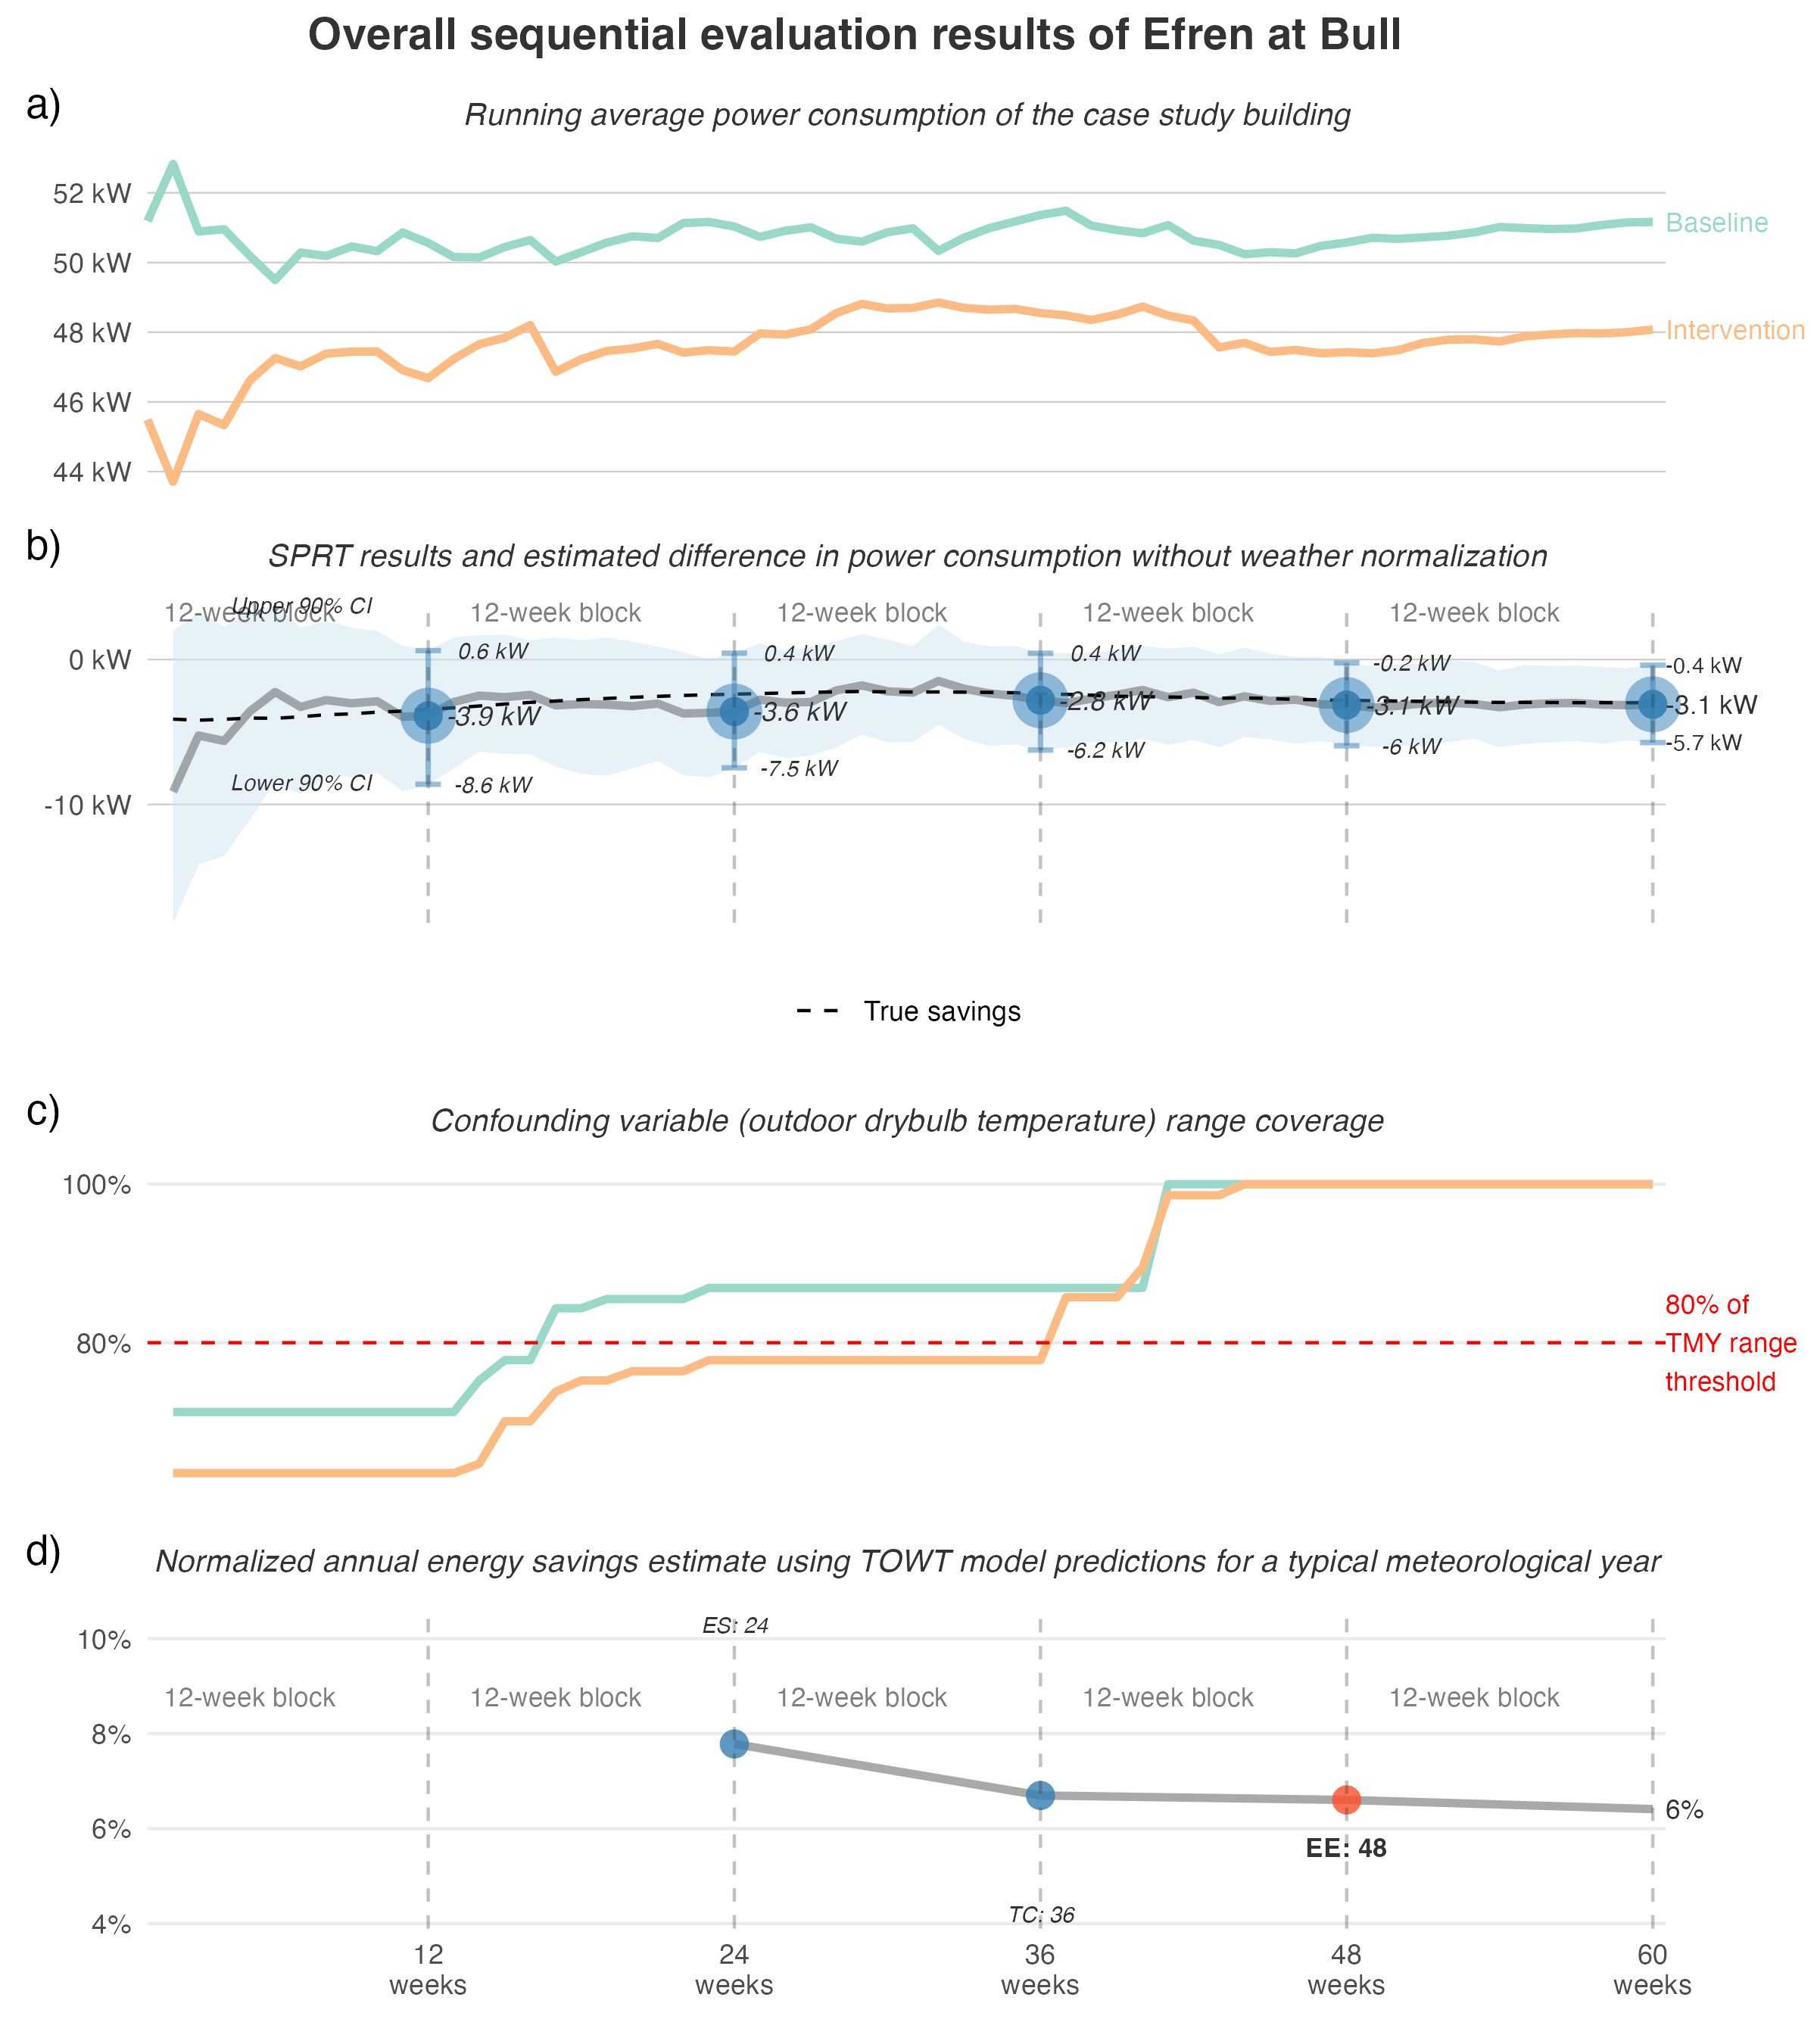 Overall sequential evaluation results of Efren at Bull
a)
Running average power consumption of the case study building
52 kW
50 kW
48 kW
46 kW
44 kW
Baseline
Intervention
b)
SPRT results and estimated difference in power consumption without weather normalization
12-week block
12-week block
12-week block
12-week block
12-week block
Upper 90% CI
Lower 90% CI
0 kW
-10 kW
0.6 kW
-3.9 kW
-8.6 kW
0.4 kW
-3.6 kW
-7.5 kW
0.4 kW
-2.8 kW
-6.2 kW
-0.2 kW
-3.1 kW
-6 kW
-0.4 kW
-3.1 kW
-5.7 kW
True savings
c)
Confounding variable (outdoor drybulb temperature) range coverage
100%
80%
80% of
TMY range
threshold
d)
Normalized annual energy savings estimate using TOWT model predictions for a typical meteorological year
10%
8%
6%
4%
ES: 24
12-week block
12-week block
12-week block
12-week block
12-week block
6%
EE: 48
TC: 36
12
weeks
24
weeks
36
weeks
48
weeks
60
weeks